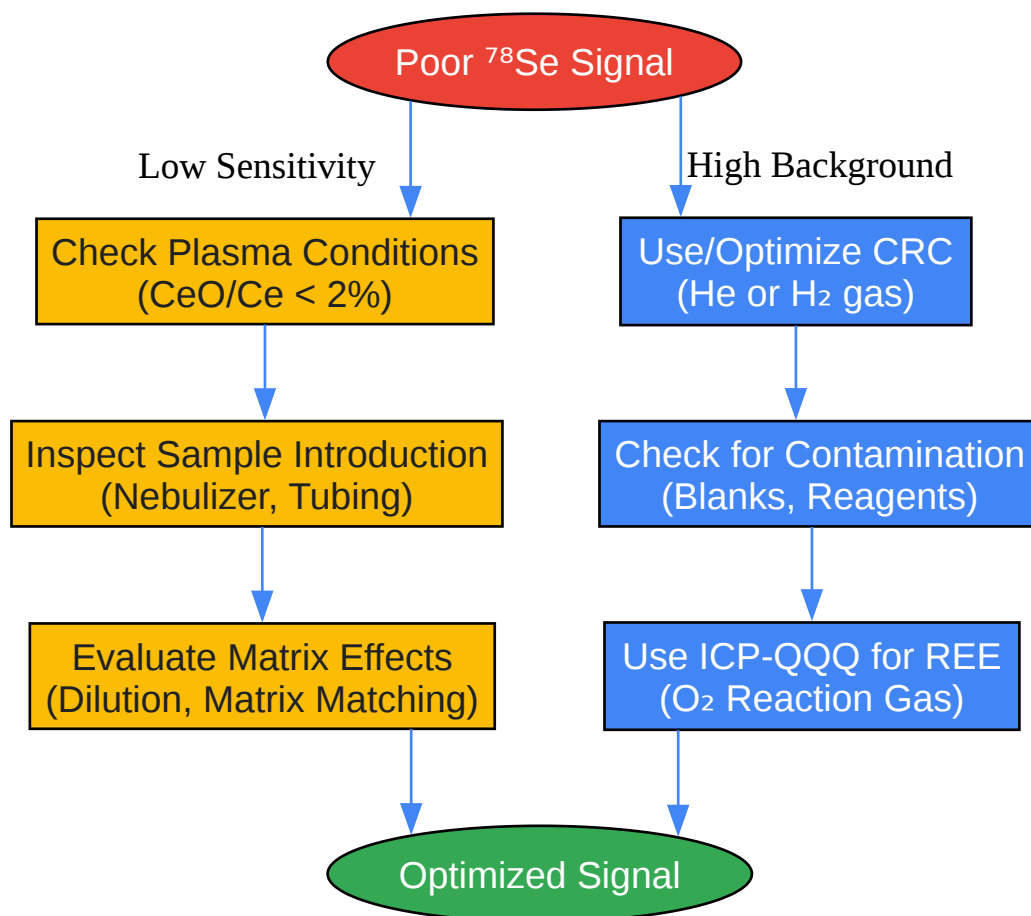 Poor ⁷⁸Se Signal
Low Sensitivity
High Background
Check Plasma Conditions
(CeO/Ce < 2%)
Use/Optimize CRC
(He or H₂ gas)
Inspect Sample Introduction
(Nebulizer, Tubing)
Check for Contamination
(Blanks, Reagents)
Evaluate Matrix Effects
(Dilution, Matrix Matching)
Use ICP-QQQ for REE
(O₂ Reaction Gas)
Optimized Signal